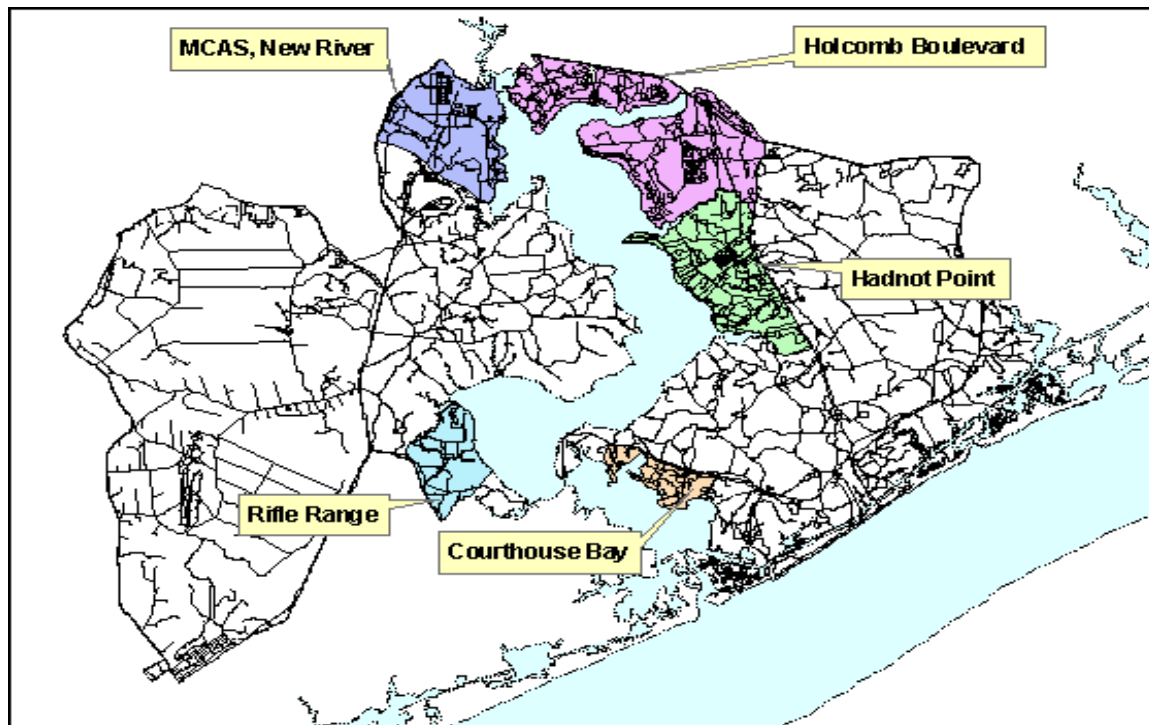 MCAS, New River
Holcomb Boulevard
Hadnot Point
Rifle Range
Courthouse Bay